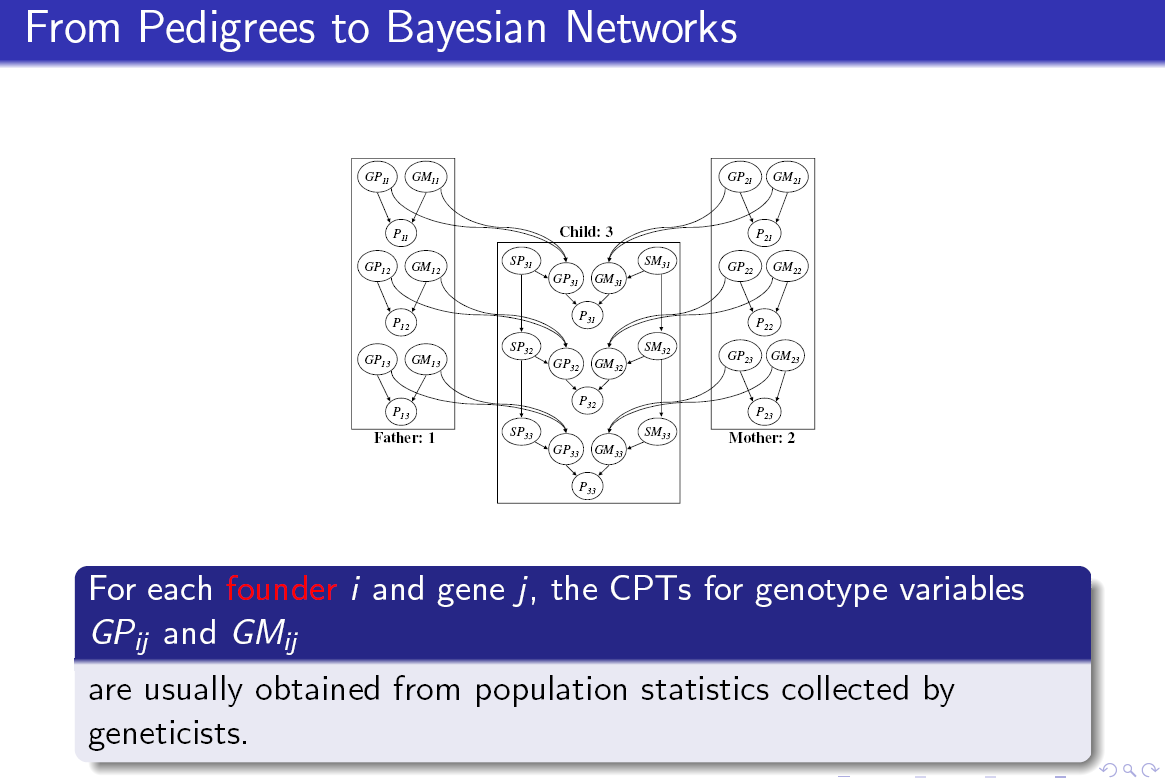 From Pedigrees to Bayesian Networks
GP11 GM11
P11
GP12 GM12
P12
GP13 GM13
P13
Father: 1
Child: 3
SP31 SM31
GP31 GM31
P31
SP32 SM32
GP32 GM32
P32
SP33 SM33
GP33 GM33
P33
GP21 GM21
P21
GP22 GM22
P22
GP23 GM23
P23
Mother: 2
For each founder i and gene j, the CPTs for genotype variables
GPij and GMij
are usually obtained from population statistics collected by
geneticists.